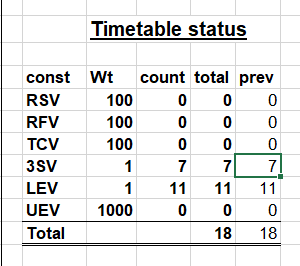 Timetable status
const Wt count total prev
RSV 100 0 0 0
RFV 100 0 0 0
TCV 100 0 0 0
3SV 1 7 7 7
LEV 1 11 11 11
UEV 1000 0 0 0
Total 18 18